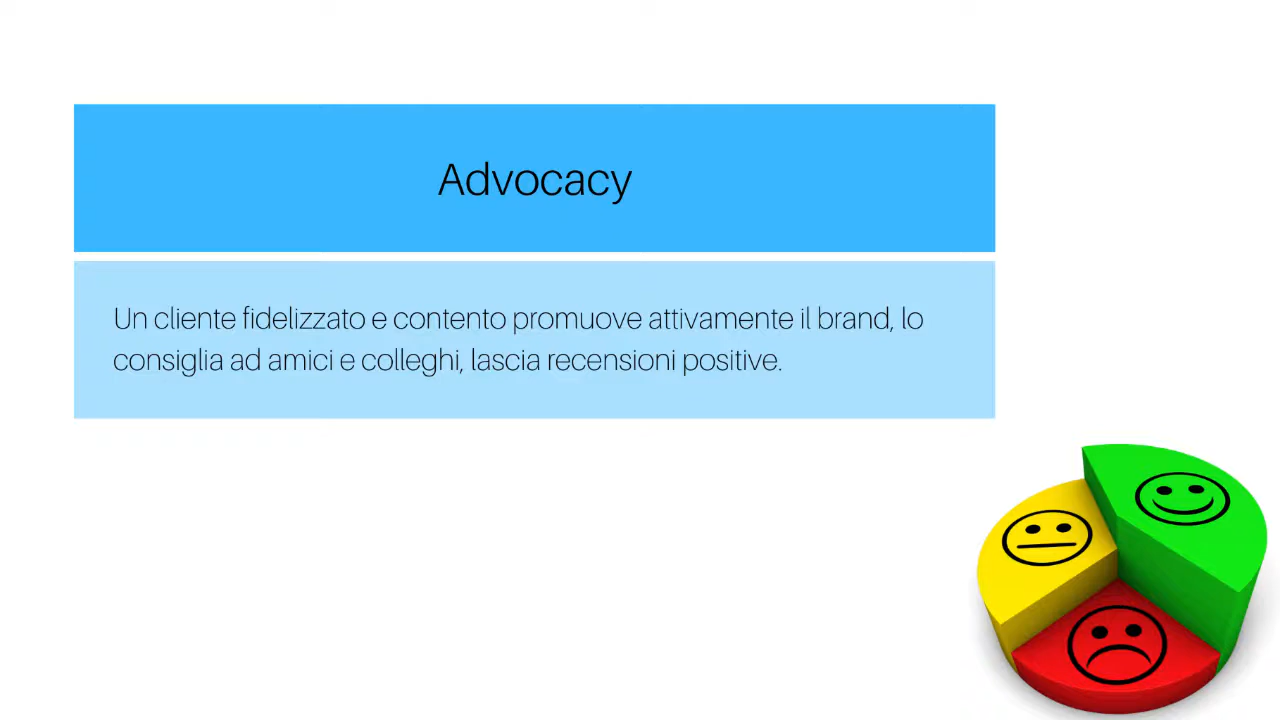 Advocacy
Un cliente fidelizzato e contento promuove attivamente il brand, lo
consiglia ad amici e colleghi, lascia recensioni positive.